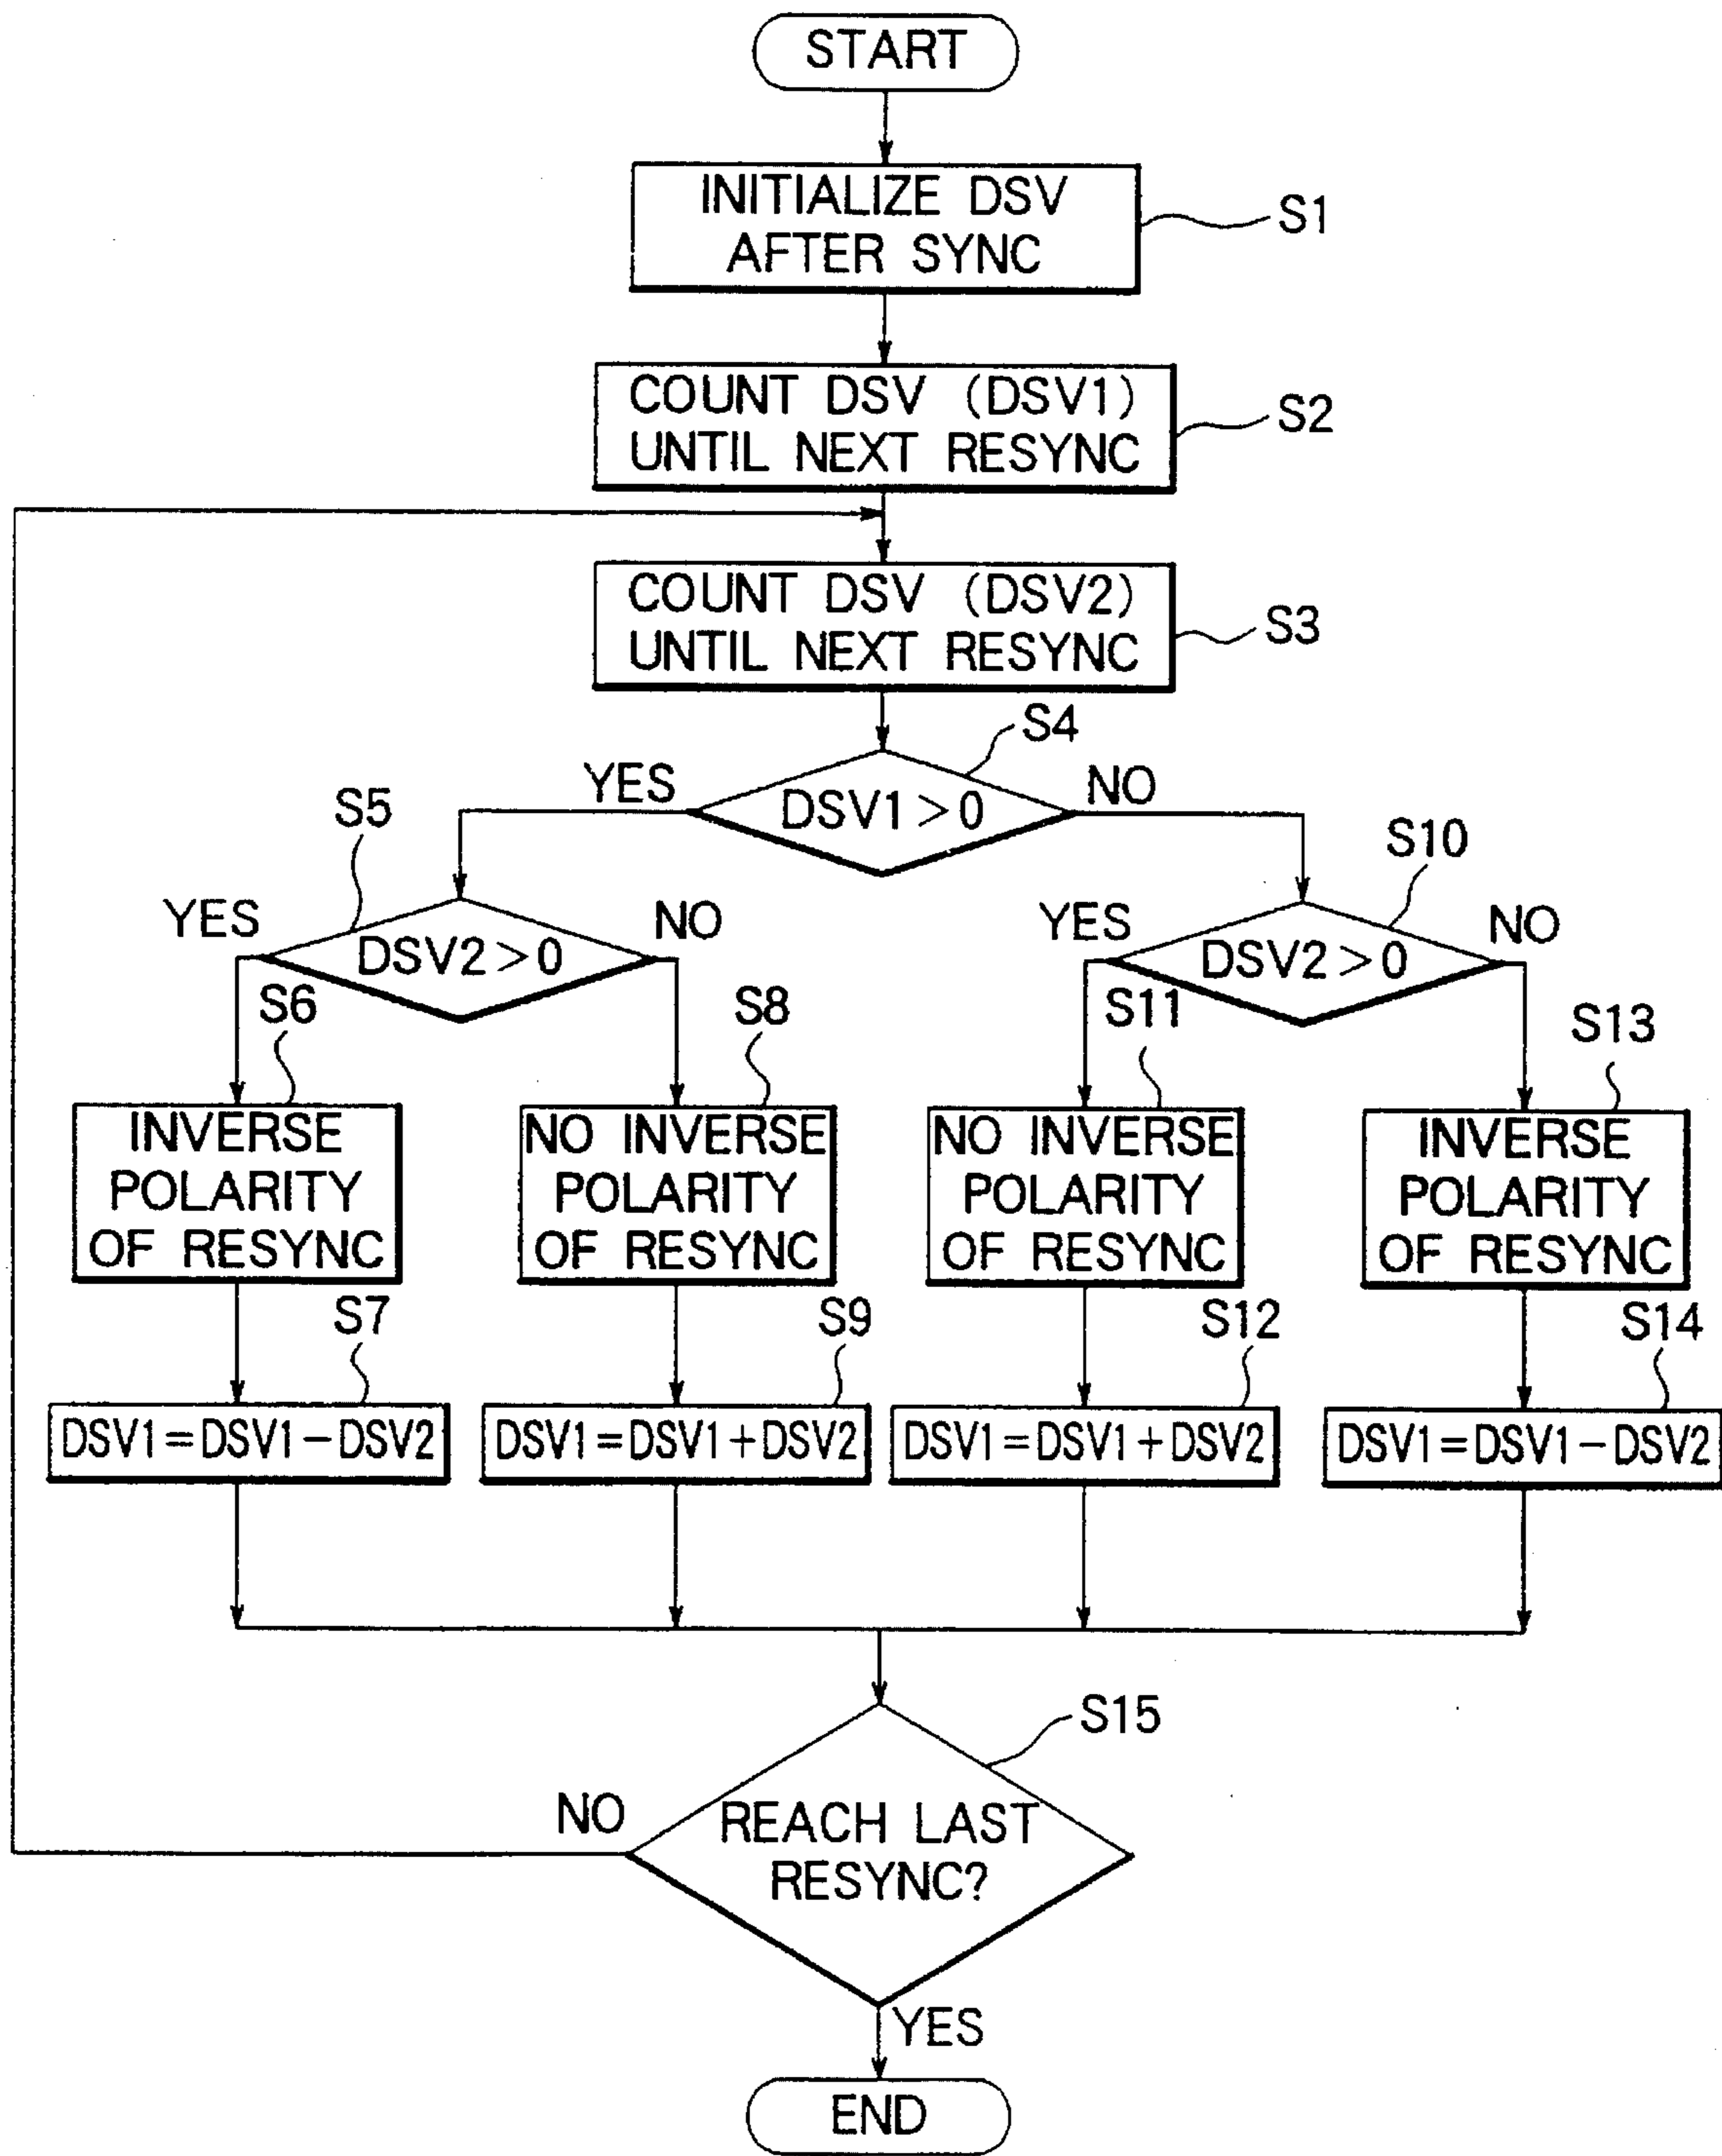 START
INITIALIZE DSV
AFTER SYNC
S1
COUNT DSV (DSV1)
UNTIL NEXT RESYNC
S2
COUNT DSV (DSV2)
UNTIL NEXT RESYNC
S3
S4
YES
DSV1>0
NO
S5
YES
DSV2>0
NO
S10
YES
DSV2>0
NO
S6
INVERSE
POLARITY
OF RESYNC
S8
NO INVERSE
POLARITY
OF RESYNC
S11
NO INVERSE
POLARITY
OF RESYNC
S13
INVERSE
POLARITY
OF RESYNC
S7
DSV1=DSV1-DSV2
S9
DSV1=DSV1+DSV2
S12
DSV1=DSV1+DSV2
S14
DSV1=DSV1-DSV2
S15
NO
REACH LAST
RESYNC?
YES
END